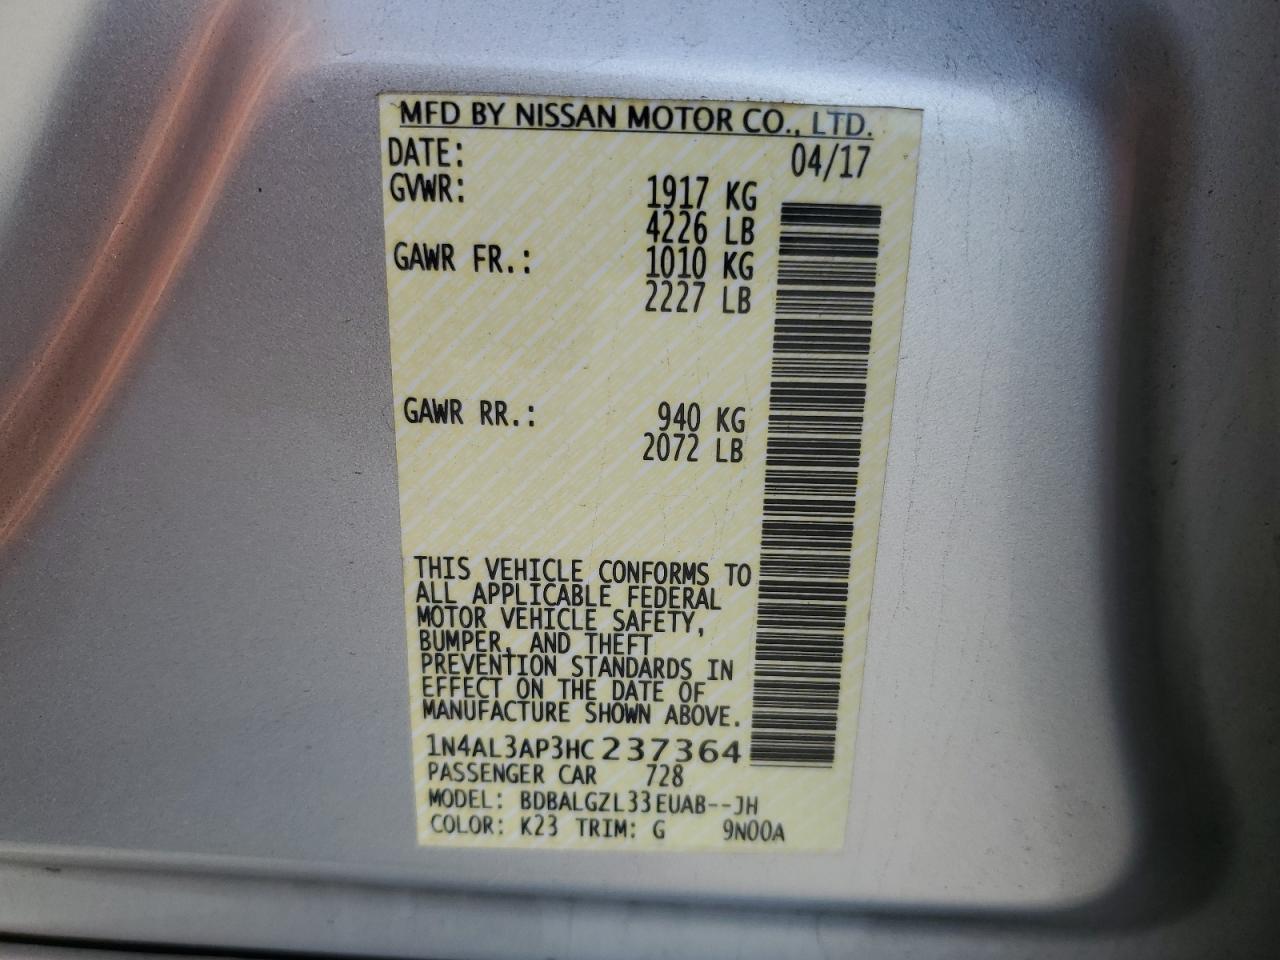 MFD BY NISSAN MOTOR CO., LTD.
DATE: 04/17
GVWR: 1917 KG
4226 LB
GAWR FR.: 1010 KG
2227 LB
GAWR RR.: 940 KG
2072 LB
THIS VEHICLE CONFORMS TO
ALL APPLICABLE FEDERAL
MOTOR VEHICLE SAFETY,
BUMPER, AND THEFT
PREVENTION STANDARDS IN
EFFECT ON THE DATE OF
MANUFACTURE SHOWN ABOVE.
1N4AL3AP3HC237364
PASSENGER CAR 728
MODEL: BDBALGZL33EUAB--JH
COLOR: K23 TRIM: G 9N00A